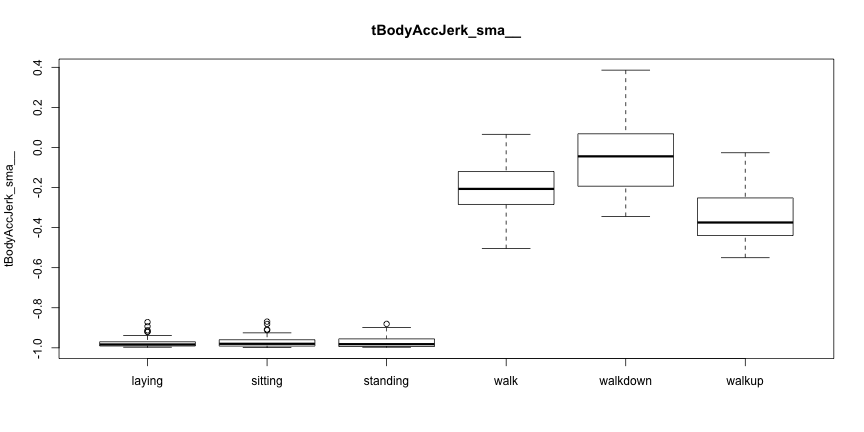 tBodyAccJerk_sma__
tBodyAccJerk_sma__
0.4
0.2
0.0
-0.2
-0.4
-0.6
-0.8
-1.0
laying sitting standing walk walkdown walkup